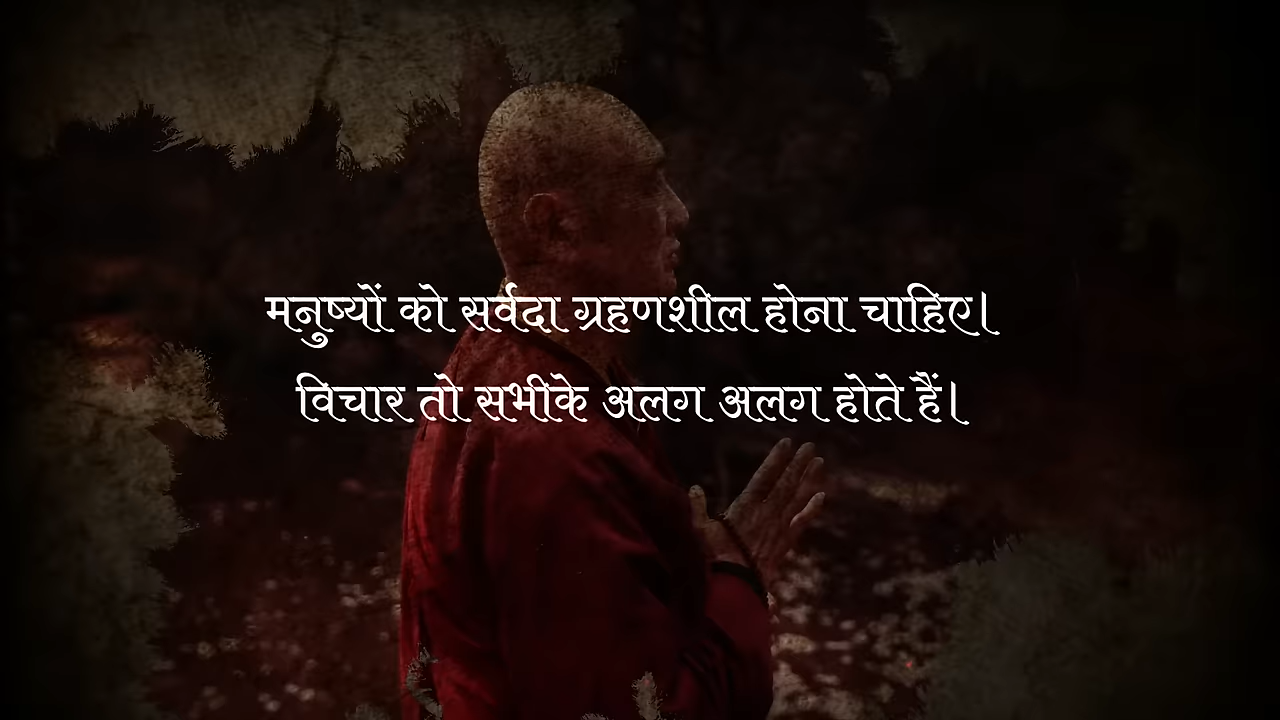 मनुष्यों को सर्वदा ग्रहणशील होना चाहिए।
विचार तो सभीके अलग अलग होते हैं।